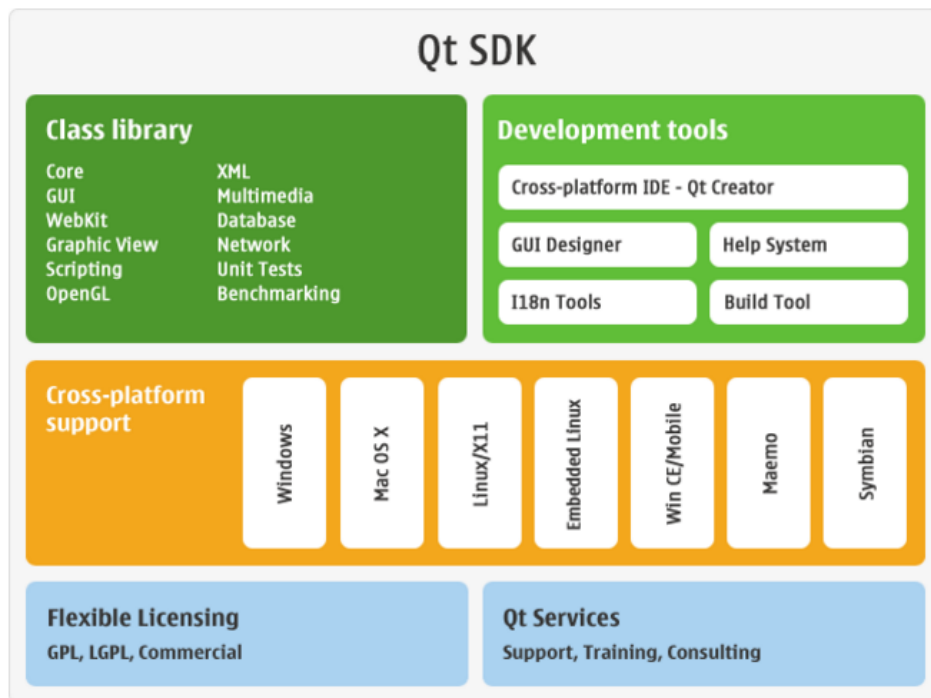 Qt SDK
Class library
Core
GUI
WebKit
Graphic View
Scripting
OpenGL
XML
Multimedia
Database
Network
Unit Tests
Benchmarking
Development tools
Cross-platform IDE - Qt Creator
GUI Designer
Help System
I18n Tools
Build Tool
Cross-platform
support
Windows
Mac OS X
Linux/X11
Embedded Linux
Win CE/Mobile
Maemo
Symbian
Flexible Licensing
GPL, LGPL, Commercial
Qt Services
Support, Training, Consulting